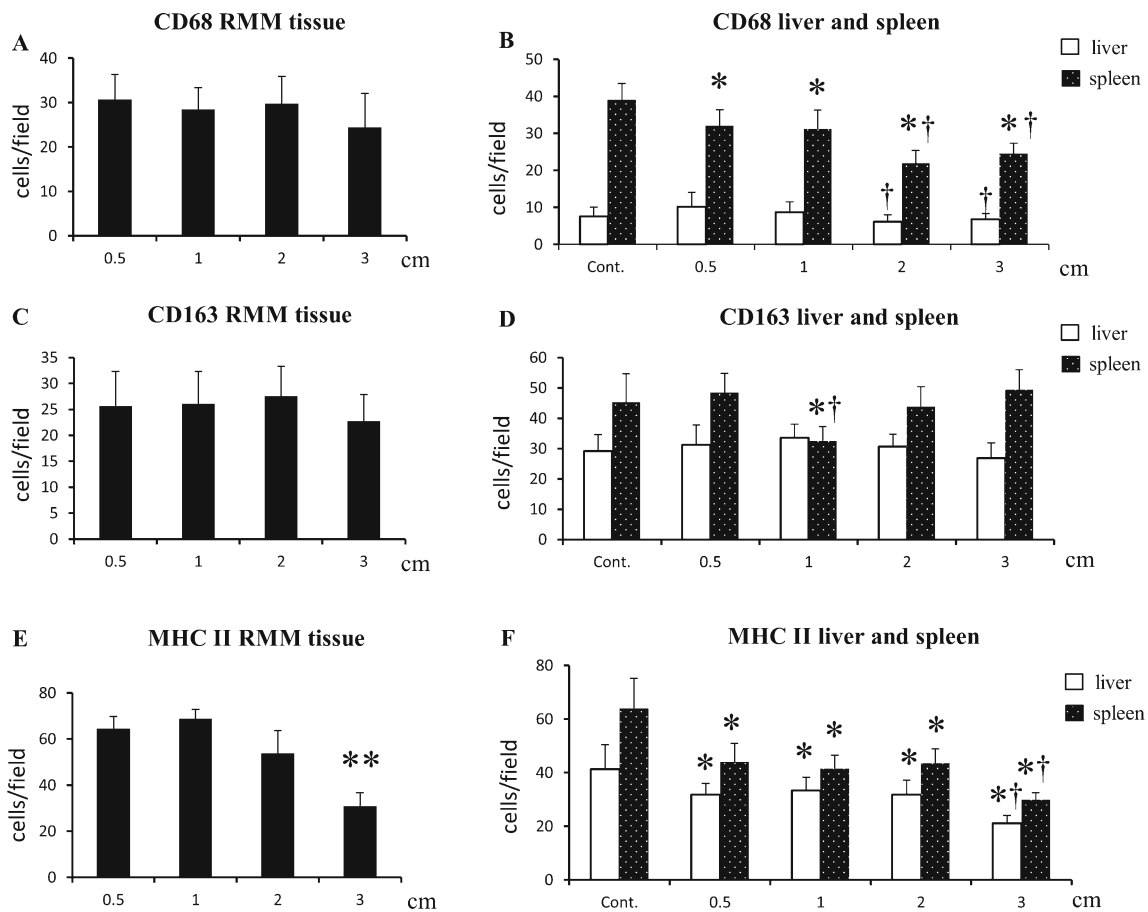 A CD68 RMM tissue
cells/field
40
30
20
10
0
0.5 1 2 3 cm
B CD68 liver and spleen
liver
spleen
cells/field
50
40
30
20
10
0
* * *† *†
† †
Cont. 0.5 1 2 3 cm
C CD163 RMM tissue
cells/field
35
30
25
20
15
10
5
0
0.5 1 2 3 cm
D CD163 liver and spleen
liver
spleen
cells/field
60
50
40
30
20
10
0
*†
Cont. 0.5 1 2 3 cm
E MHC II RMM tissue
cells/field
80
60
40
20
0
**
0.5 1 2 3 cm
F MHC II liver and spleen
liver
spleen
cells/field
80
60
40
20
0
* * * * * * *† *†
Cont. 0.5 1 2 3 cm